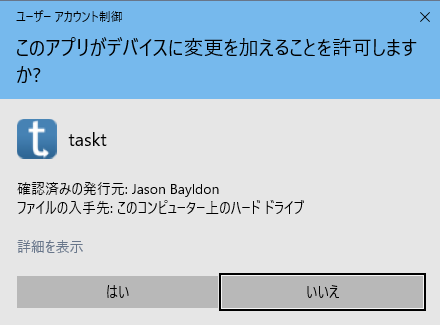 ユーザー アカウント制御
このアプリがデバイスに変更を加えることを許可します
か?
taskt
確認済みの発行元: Jason Bayldon
ファイルの入手先: このコンピューター上のハード ドライブ
詳細を表示
はい
いいえ